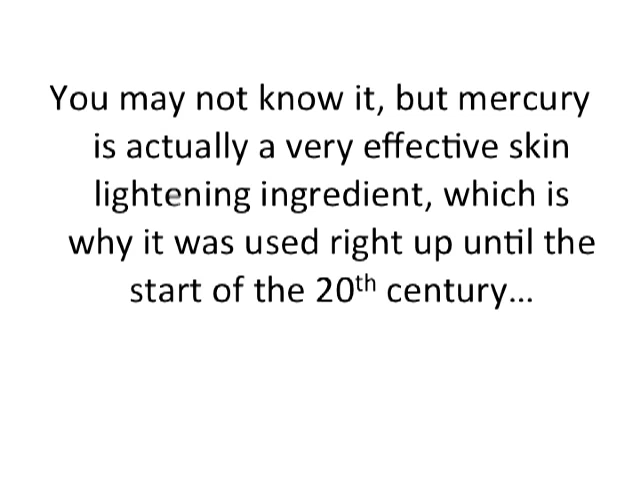 You may not know it, but mercury
is actually a very effective skin
lightening ingredient, which is
why it was used right up until the
start of the 20th century...